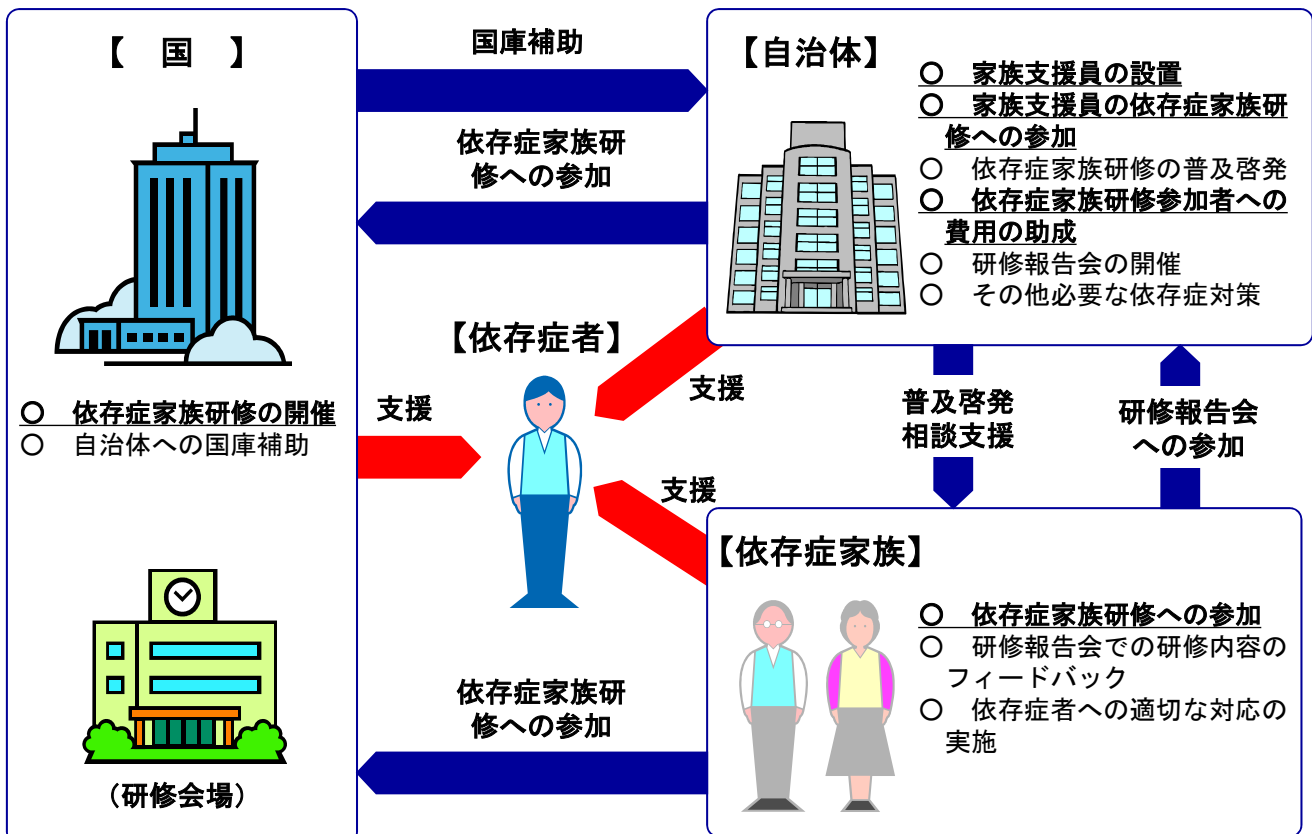 【　国　】
○　依存症家族研修の開催
○　自治体への国庫補助
（研修会場）
国庫補助
依存症家族研
修への参加
【自治体】
○　家族支援員の設置
○　家族支援員の依存症家族研
修への参加
○　依存症家族研修の普及啓発
○　依存症家族研修参加者への
費用の助成
○　研修報告会の開催
○　その他必要な依存症対策
【依存症者】
支援
支援
支援
普及啓発
相談支援
研修報告会
への参加
【依存症家族】
○　依存症家族研修への参加
○　研修報告会での研修内容の
フィードバック
○　依存症者への適切な対応の
実施
依存症家族研
修への参加